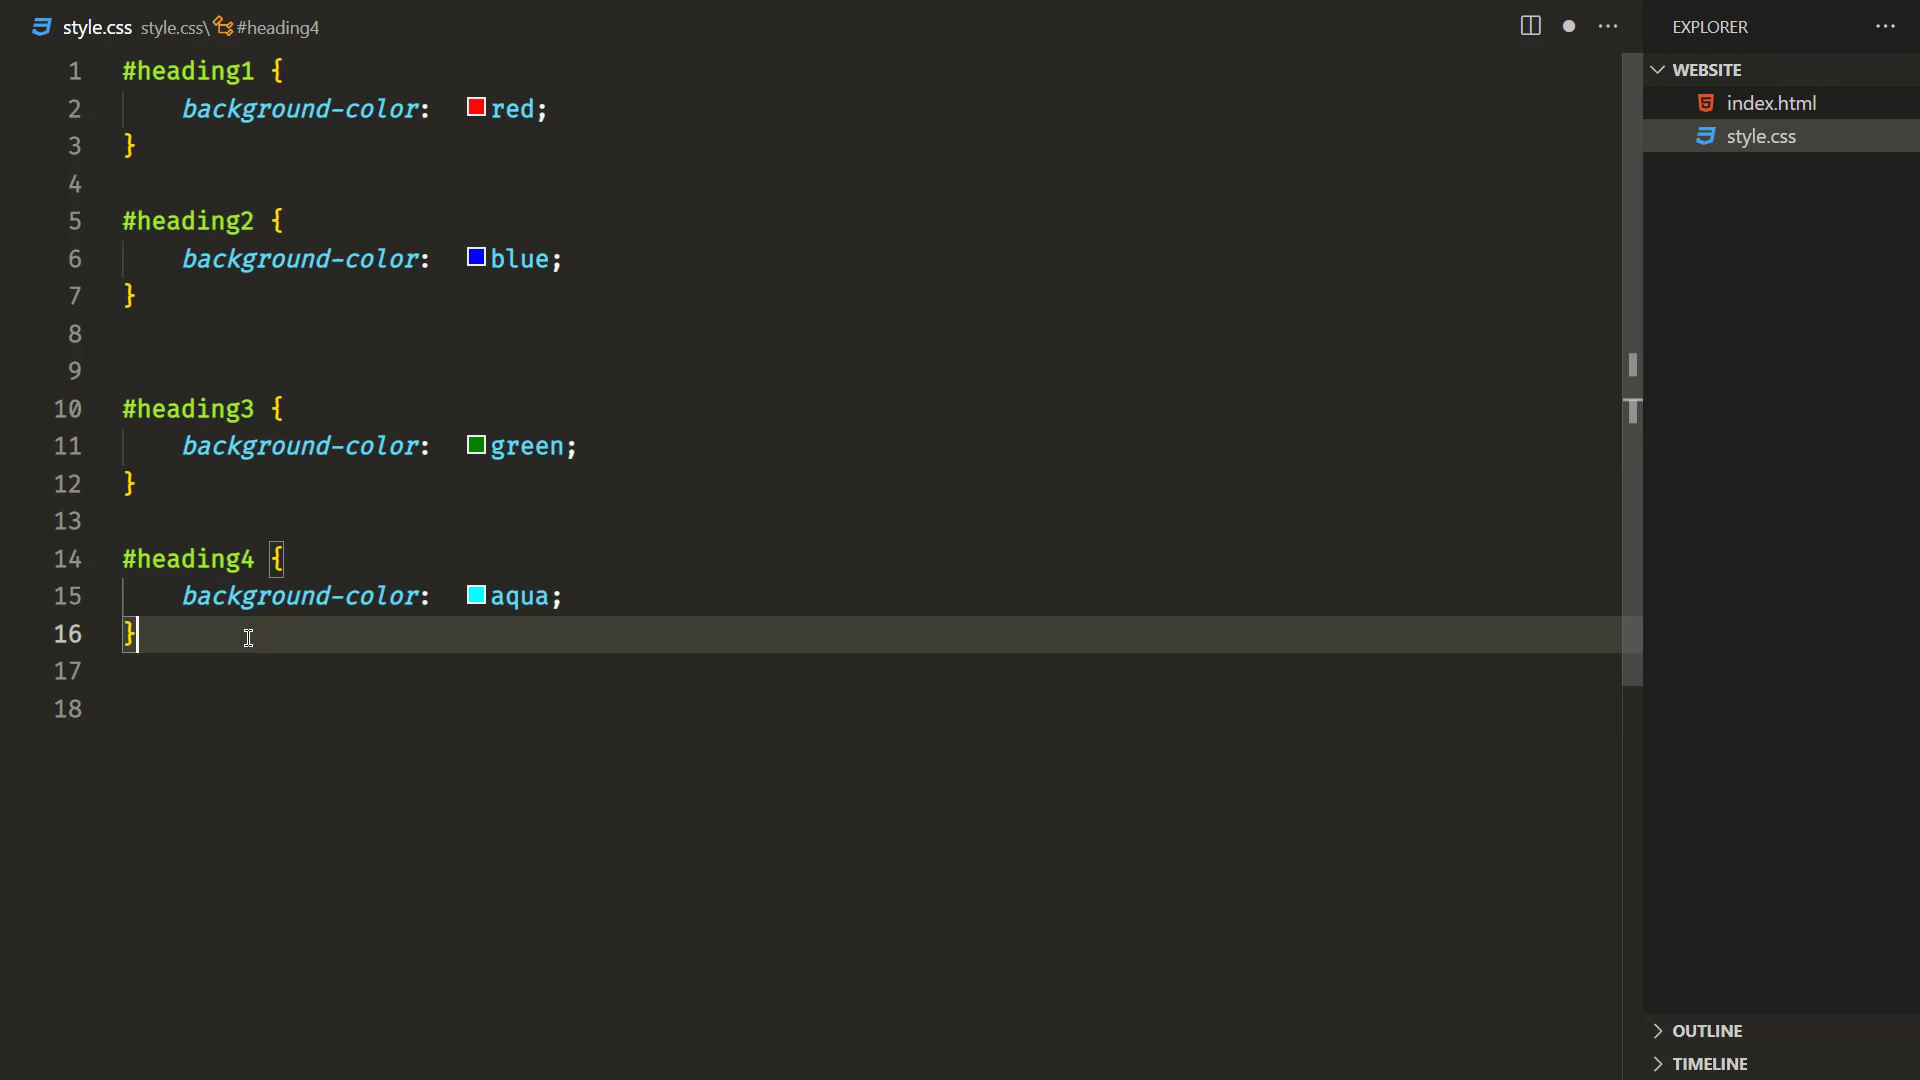 style.css style.css\#heading4
EXPLORER
WEBSITE
index.html
style.css
1 #heading1 {
2 background-color: red;
3 }
4
5 #heading2 {
6 background-color: blue;
7 }
8
9
10 #heading3 {
11 background-color: green;
12 }
13
14 #heading4 {
15 background-color: aqua;
16 }
17
18
OUTLINE
TIMELINE